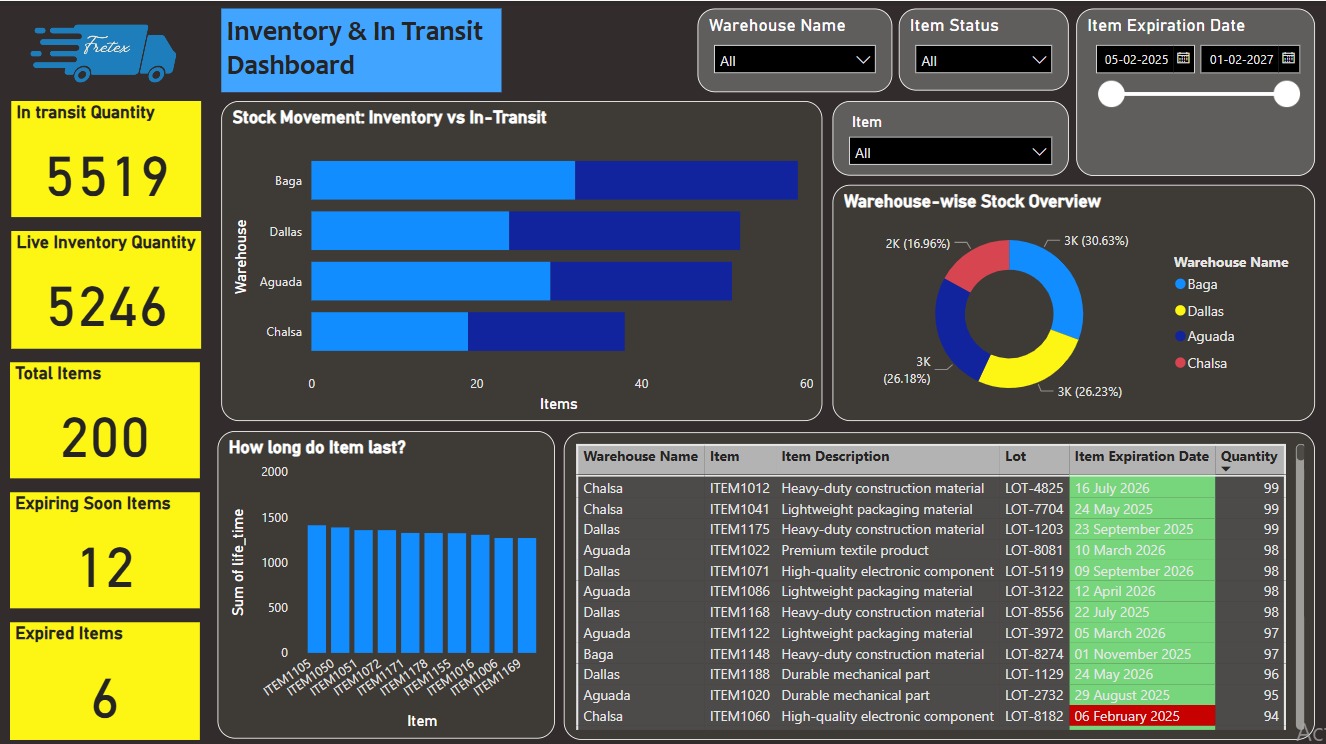 Fretex
Inventory & In Transit
Dashboard
Warehouse Name
All
Item Status
All
Item Expiration Date
05-02-2025
01-02-2027
Item
All
In transit Quantity
5519
Live Inventory Quantity
5246
Total Items
200
Expiring Soon Items
12
Expired Items
6
Stock Movement: Inventory vs In-Transit
Warehouse
Baga
Dallas
Aguada
Chalsa
0 20 40 60
Items
Warehouse-wise Stock Overview
2K (16.96%)
3K (30.63%)
3K
(26.18%)
3K (26.23%)
Warehouse Name
Baga
Dallas
Aguada
Chalsa
How long do Item last?
Sum of life_time
2000
1500
1000
500
0
ITEM1105
ITEM1050
ITEM1051
ITEM1072
ITEM1171
ITEM1178
ITEM1155
ITEM1016
ITEM1006
ITEM1169
Item
Warehouse Name Item Item Description Lot Item Expiration Date Quantity
Chalsa ITEM1012 Heavy-duty construction material LOT-4825 16 July 2026 99
Chalsa ITEM1041 Lightweight packaging material LOT-7704 24 May 2025 99
Dallas ITEM1175 Heavy-duty construction material LOT-1203 23 September 2025 99
Aguada ITEM1022 Premium textile product LOT-8081 10 March 2026 98
Dallas ITEM1071 High-quality electronic component LOT-5119 09 September 2026 98
Aguada ITEM1086 Lightweight packaging material LOT-3122 12 April 2026 98
Dallas ITEM1168 Heavy-duty construction material LOT-8556 22 July 2025 98
Aguada ITEM1122 Lightweight packaging material LOT-3972 05 March 2026 97
Baga ITEM1148 Heavy-duty construction material LOT-8274 01 November 2025 97
Dallas ITEM1188 Durable mechanical part LOT-1129 24 May 2026 96
Aguada ITEM1020 Durable mechanical part LOT-2732 29 August 2025 95
Chalsa ITEM1060 High-quality electronic component LOT-8182 06 February 2025 94